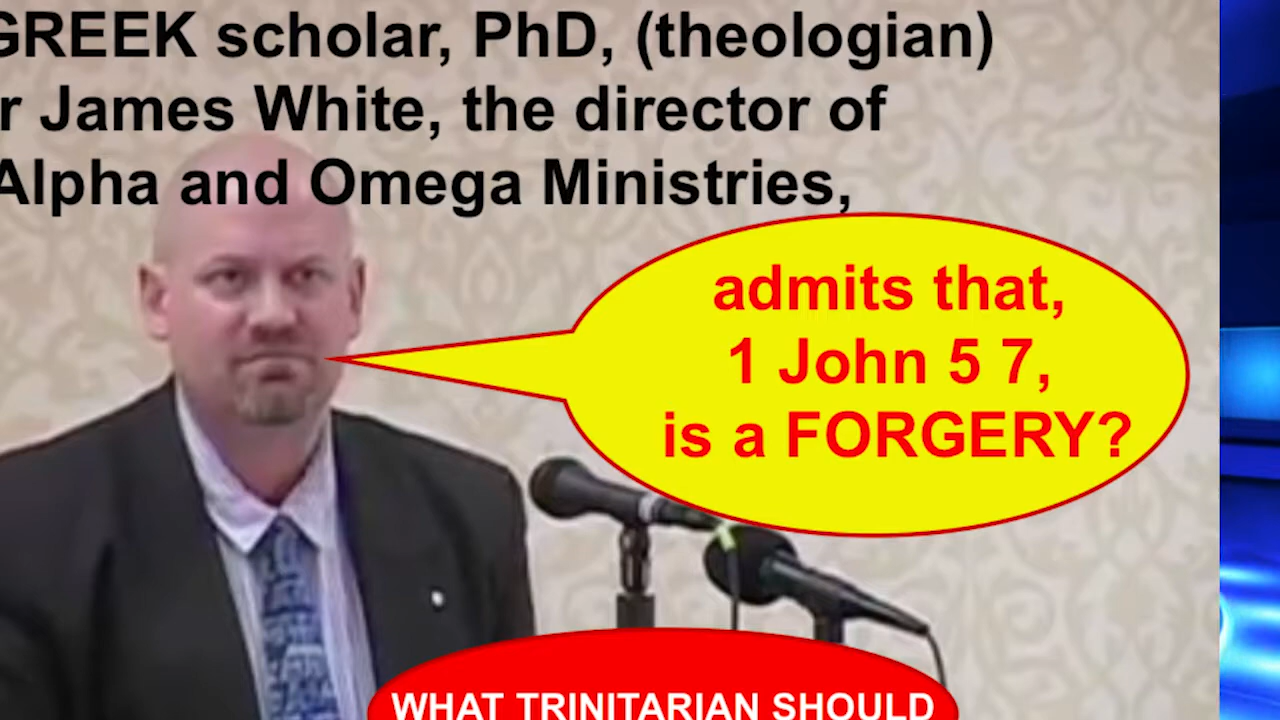 GREEK scholar, PhD, (theologian)
r James White, the director of
Alpha and Omega Ministries,
admits that,
1 John 5 7,
is a FORGERY?
WHAT TRINITARIAN SHOULD